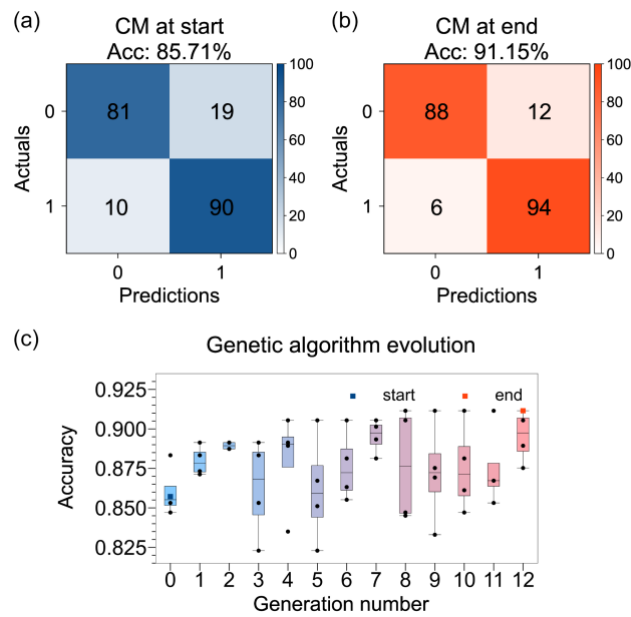 (a)
CM at start
Acc: 85.71%
Actuals
0
1
81
19
10
90
0
1
Predictions
100
80
60
40
20
0
(b)
CM at end
Acc: 91.15%
Actuals
0
1
88
12
6
94
0
1
Predictions
100
80
60
40
20
0
(c)
Genetic algorithm evolution
start
end
Accuracy
0.925
0.900
0.875
0.850
0.825
0 1 2 3 4 5 6 7 8 9 10 11 12
Generation number